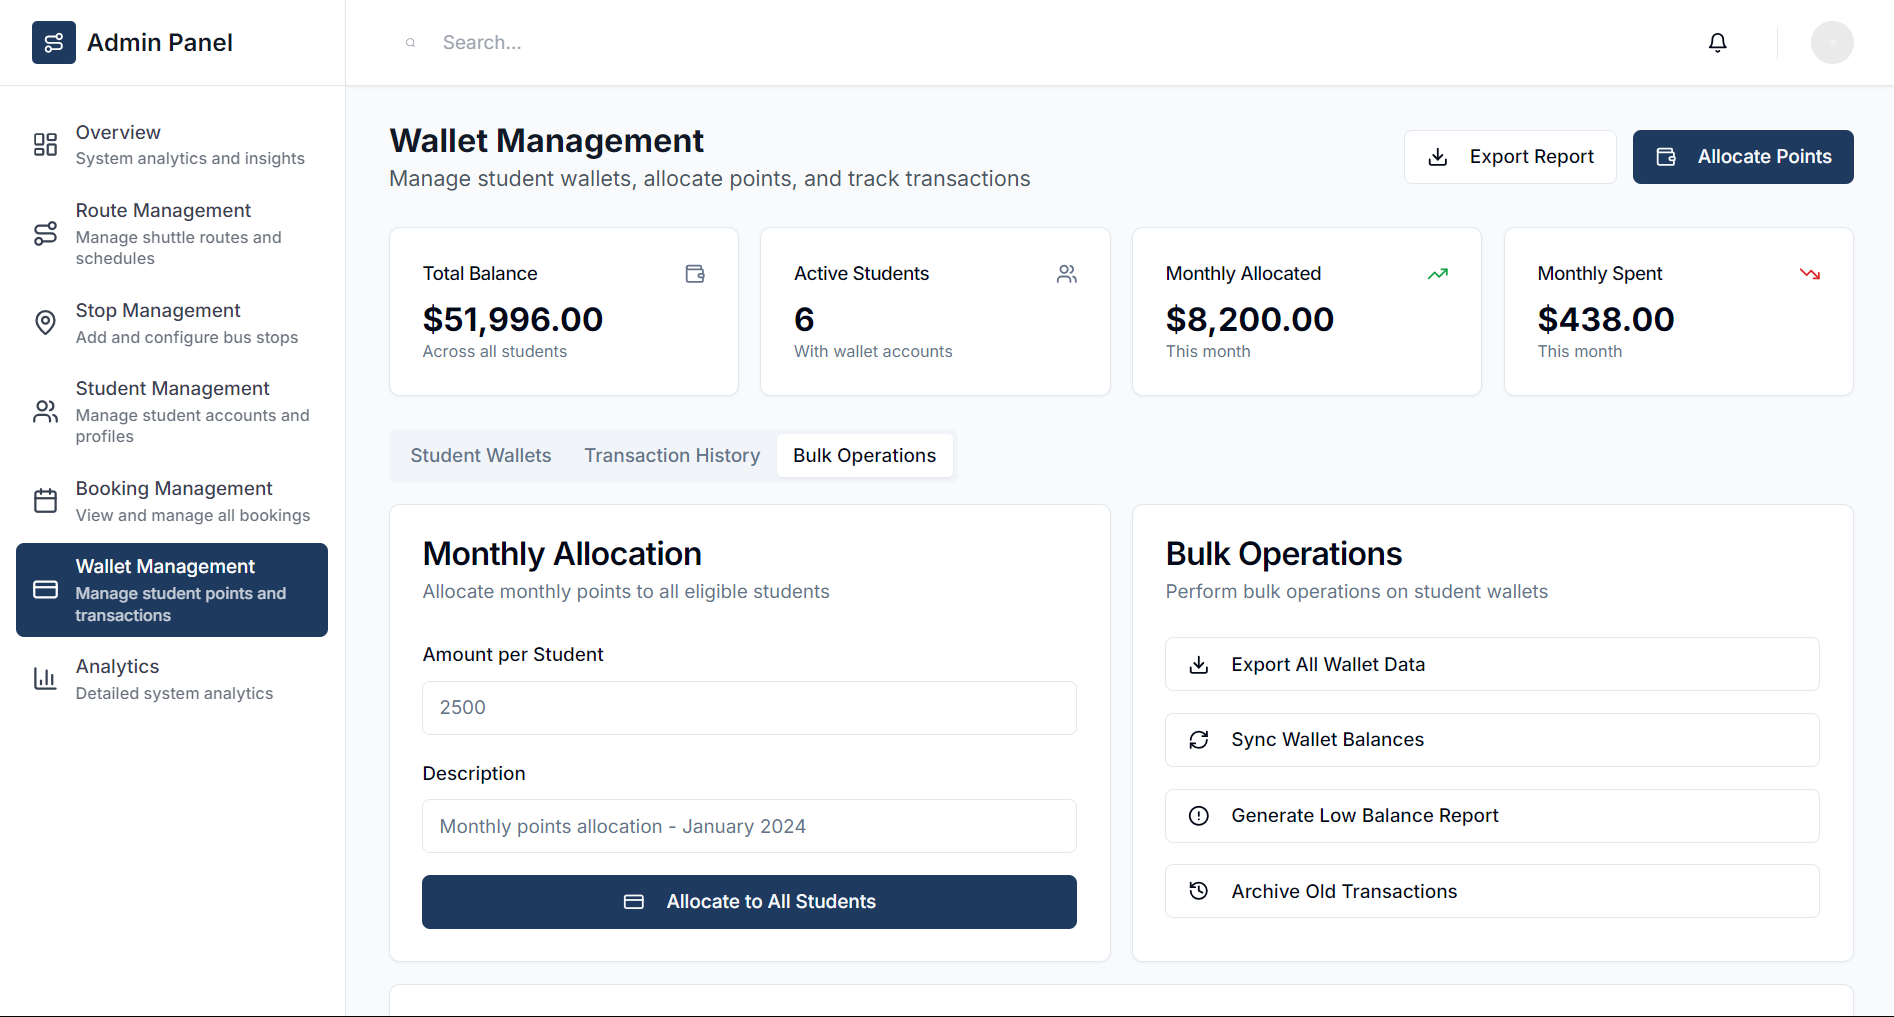 Admin Panel
Search...
Overview
System analytics and insights
Route Management
Manage shuttle routes and
schedules
Stop Management
Add and configure bus stops
Student Management
Manage student accounts and
profiles
Booking Management
View and manage all bookings
Wallet Management
Manage student points and
transactions
Analytics
Detailed system analytics
Wallet Management
Manage student wallets, allocate points, and track transactions
Export Report
Allocate Points
Total Balance
$51,996.00
Across all students
Active Students
6
With wallet accounts
Monthly Allocated
$8,200.00
This month
Monthly Spent
$438.00
This month
Student Wallets
Transaction History
Bulk Operations
Monthly Allocation
Allocate monthly points to all eligible students
Amount per Student
2500
Description
Monthly points allocation - January 2024
Allocate to All Students
Bulk Operations
Perform bulk operations on student wallets
Export All Wallet Data
Sync Wallet Balances
Generate Low Balance Report
Archive Old Transactions